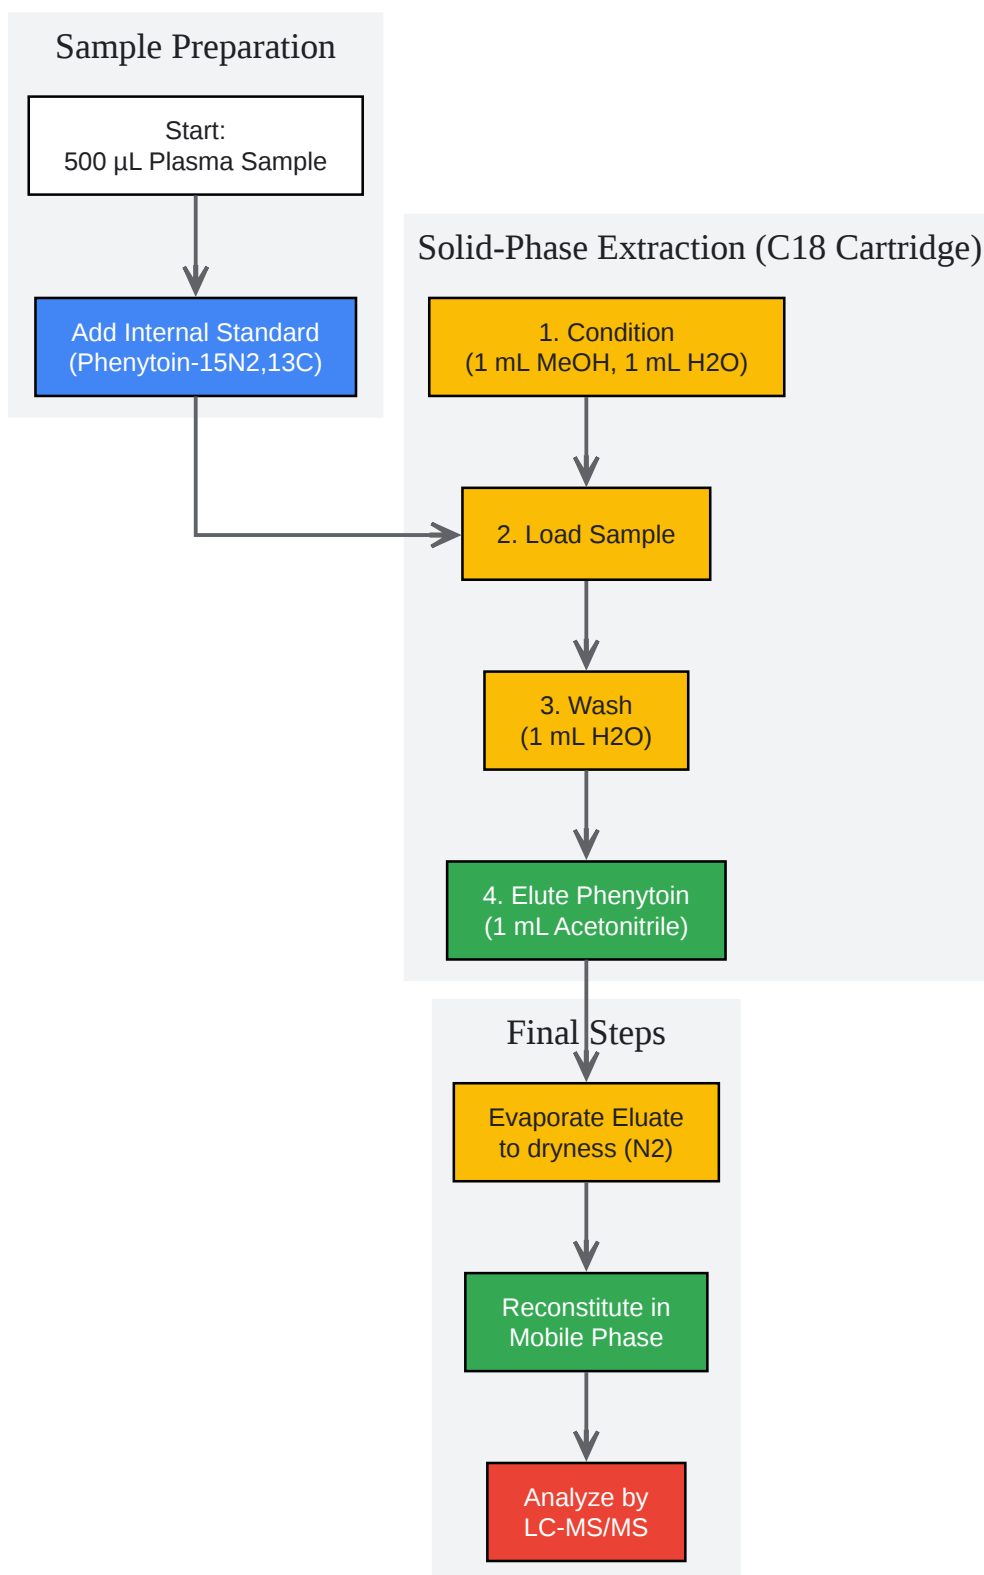 Sample Preparation
Start:
500 µL Plasma Sample
Add Internal Standard
(Phenytoin-15N2,13C)
Solid-Phase Extraction (C18 Cartridge)
1. Condition
(1 mL MeOH, 1 mL H2O)
2. Load Sample
3. Wash
(1 mL H2O)
4. Elute Phenytoin
(1 mL Acetonitrile)
Final Steps
Evaporate Eluate
to dryness (N2)
Reconstitute in
Mobile Phase
Analyze by
LC-MS/MS